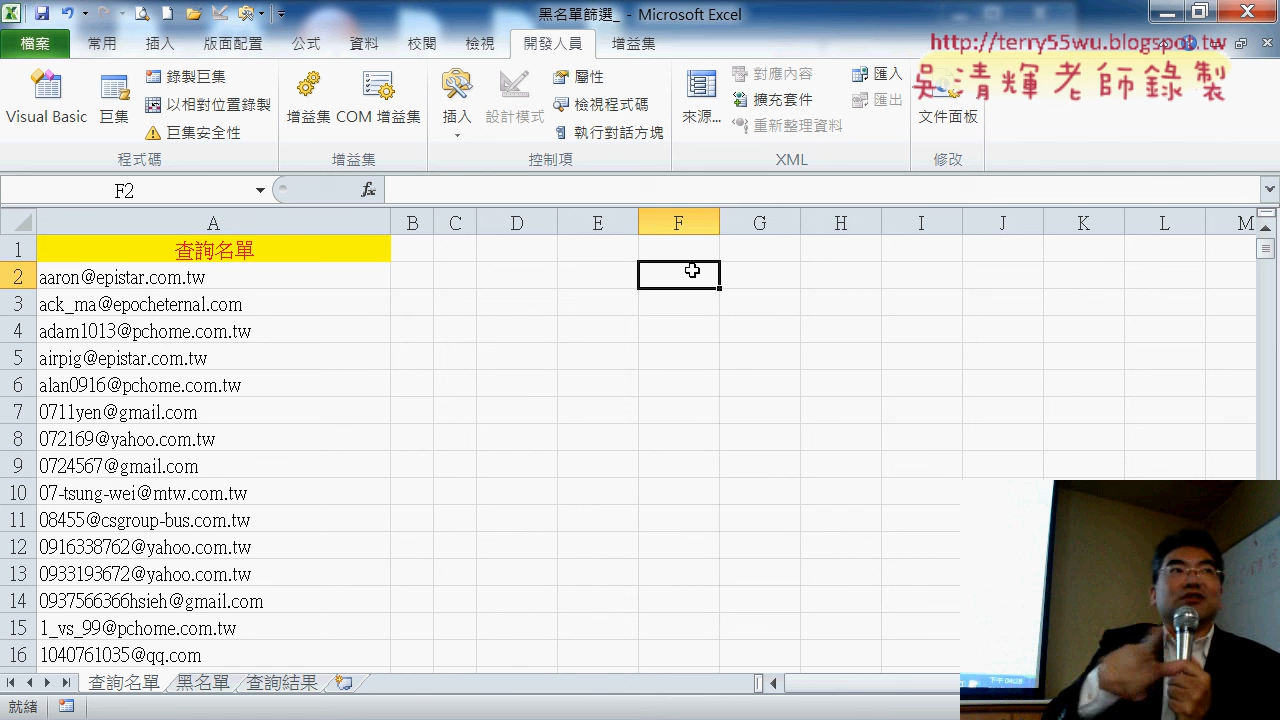 黑名單篩選_ - Microsoft Excel
檔案 常用 插入 版面配置 公式 資料 校閱 檢視 開發人員 增益集
http://terry55wu.blogspot.tw
吳清輝老師錄製
Visual Basic 巨集 錄製巨集 以相對位置錄製 巨集安全性 程式碼
增益集 COM 增益集 增益集
插入 設計模式 屬性 檢視程式碼 執行對話方塊 控制項
來源... 對應內容 擴充套件 重新整理資料 匯入 匯出 XML
文件面板 修改
F2 fx
A B C D E F G H I J K L M
1 查詢名單
2 aaron@epistar.com.tw
3 ack_ma@epocheternal.com
4 adam1013@pchome.com.tw
5 airpig@epistar.com.tw
6 alan0916@pchome.com.tw
7 0711yen@gmail.com
8 072169@yahoo.com.tw
9 0724567@gmail.com
10 07-tsung-wei@mtw.com.tw
11 08455@csgroup-bus.com.tw
12 0916338762@yahoo.com.tw
13 0933193672@yahoo.com.tw
14 0937566366hsieh@gmail.com
15 1_vs_99@pchome.com.tw
16 1040761035@qq.com
查詢名單 黑名單 查詢結果
就緒